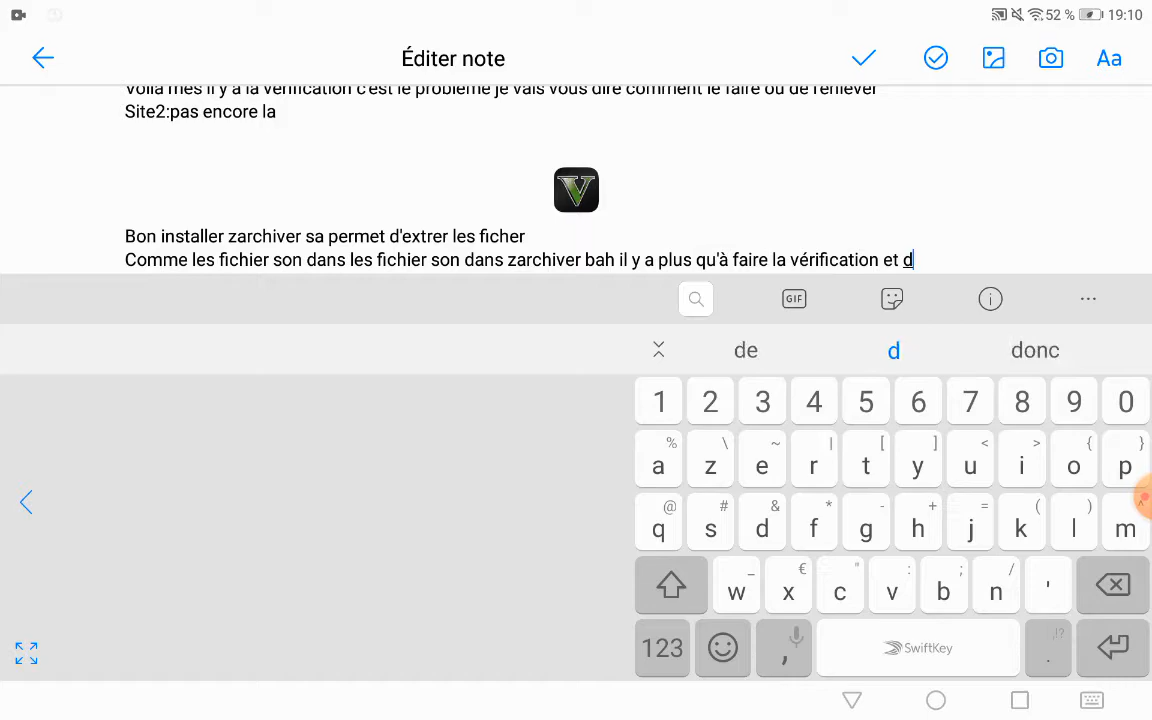 52 % 19:10
Éditer note
Aa
Voilà mes il y a la vérification c'est le problème je vais vous dire comment le faire ou de l'enlever
Site2:pas encore la
V
Bon installer zarchiver sa permet d'extrer les ficher
Comme les fichier son dans les fichier son dans zarchiver bah il y a plus qu'à faire la vérification et d
GIF
de d donc
1 2 3 4 5 6 7 8 9 0
% \ ~ | [ ] < > { }
a z e r t y u i o p
@ # & * - + = ( )
q s d f g h j k l m
_ € " : ; /
w x c v b n '
123 , SwiftKey ,!? .